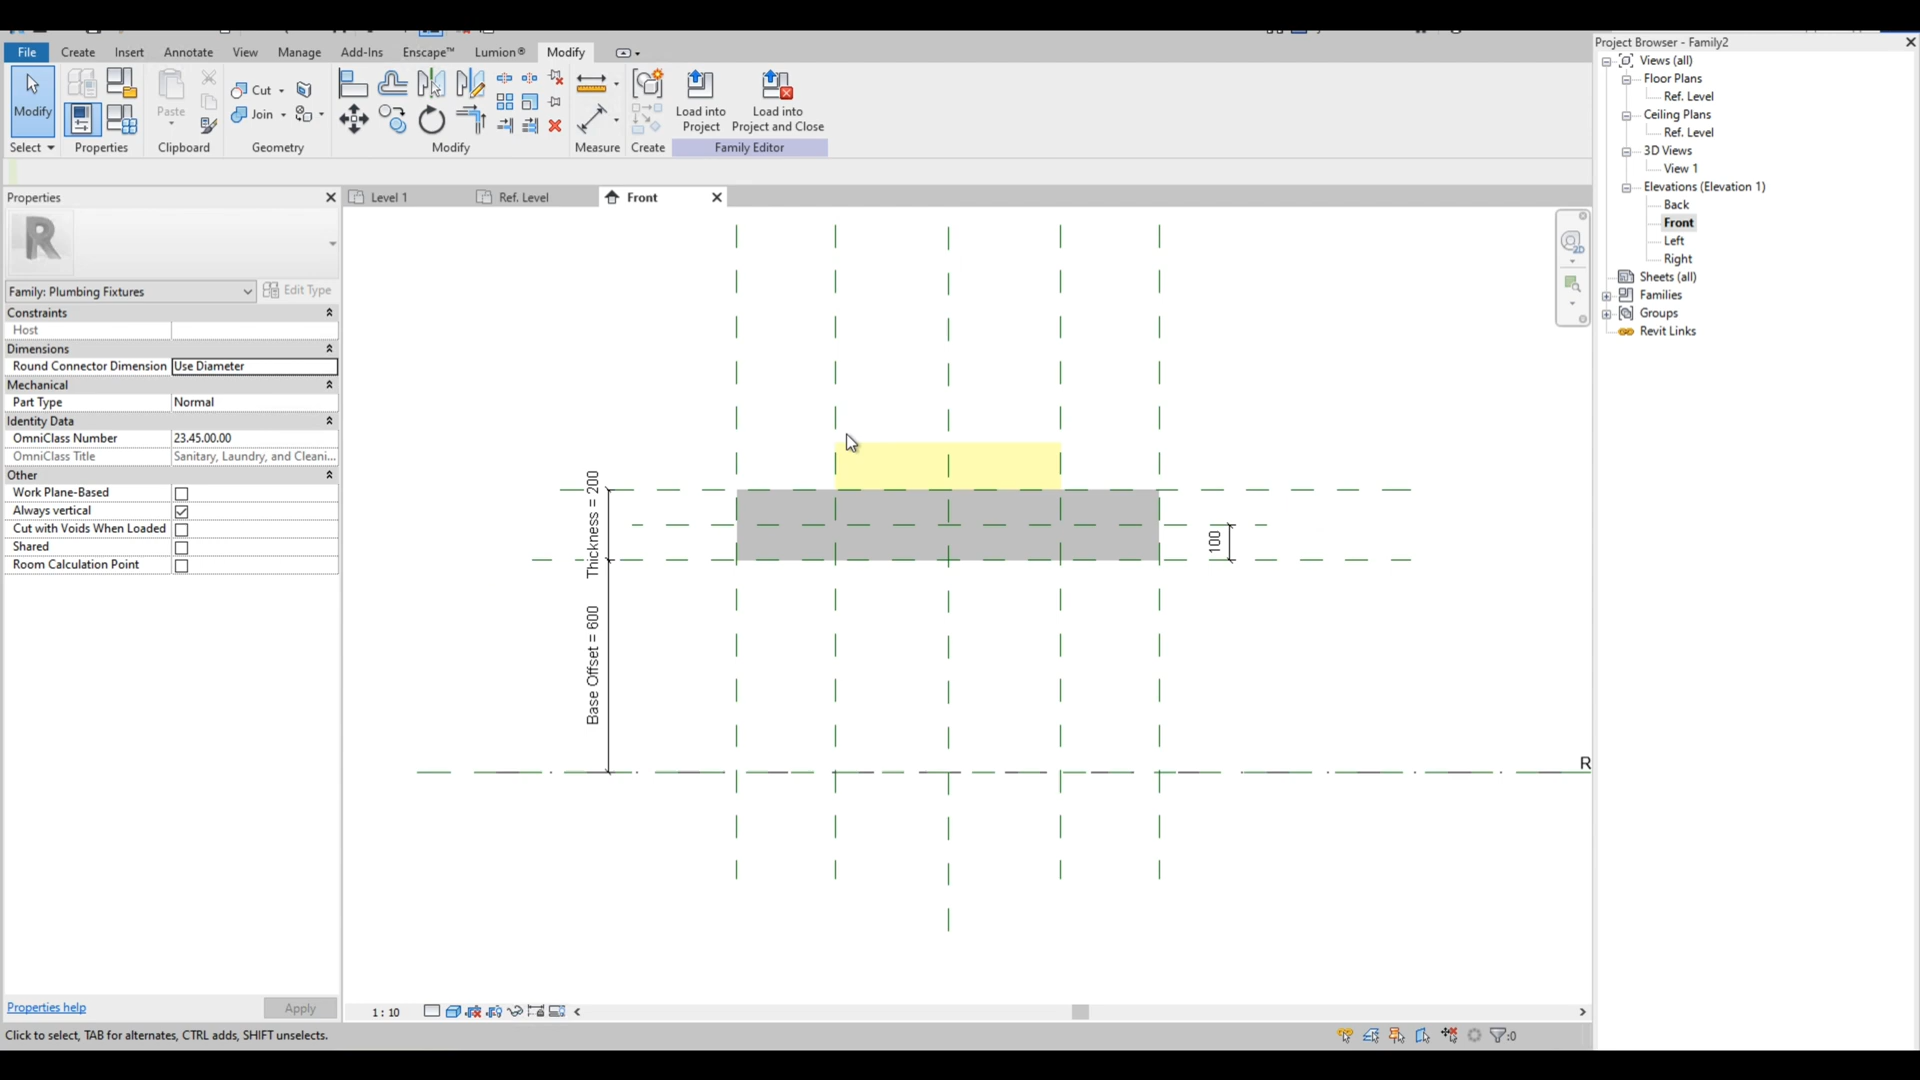 Project Browser - Family2
File Create Insert Annotate View Manage Add-Ins Enscape™ Lumion® Modify
Modify
Paste
Cut
Join
Load into Project
Load into Project and Close
Select Properties Clipboard Geometry Modify Measure Create Family Editor
Properties
Level 1
Ref. Level
Front
R
Family: Plumbing Fixtures
Edit Type
Constraints
Host
Dimensions
Round Connector Dimension Use Diameter
Mechanical
Part Type Normal
Identity Data
OmniClass Number 23.45.00.00
OmniClass Title Sanitary, Laundry, and Cleani...
Other
Work Plane-Based
Always vertical
Cut with Voids When Loaded
Shared
Room Calculation Point
Properties help
Apply
Thickness = 200
Base Offset = 600
100
R
2D
1 : 10
Click to select, TAB for alternates, CTRL adds, SHIFT unselects.
:0
Views (all)
Floor Plans
Ref. Level
Ceiling Plans
Ref. Level
3D Views
View 1
Elevations (Elevation 1)
Back
Front
Left
Right
Sheets (all)
Families
Groups
Revit Links